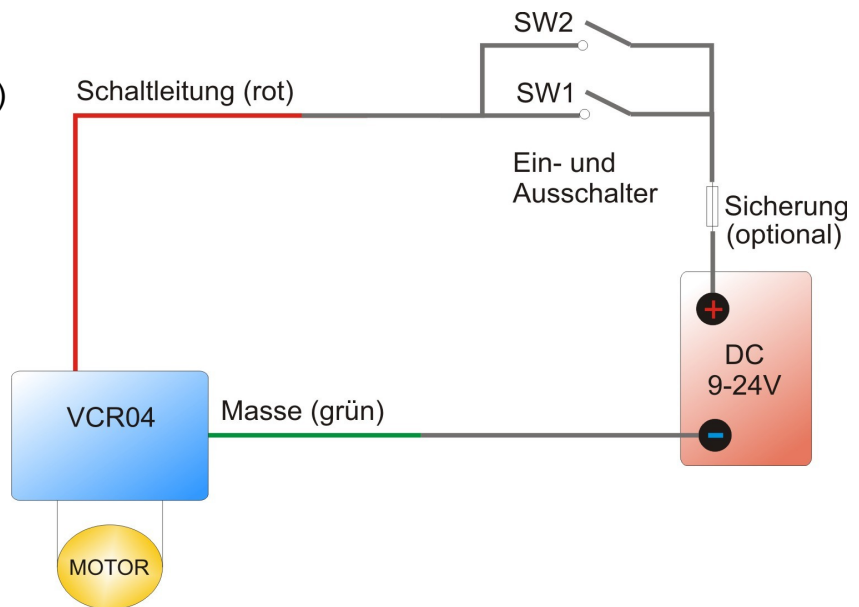 )
SW2
Schaltleitung (rot)
SW1
Ein- und
Ausschalter
Sicherung
(optional)
+
DC
9-24V
VCR04
Masse (grün)
-
MOTOR